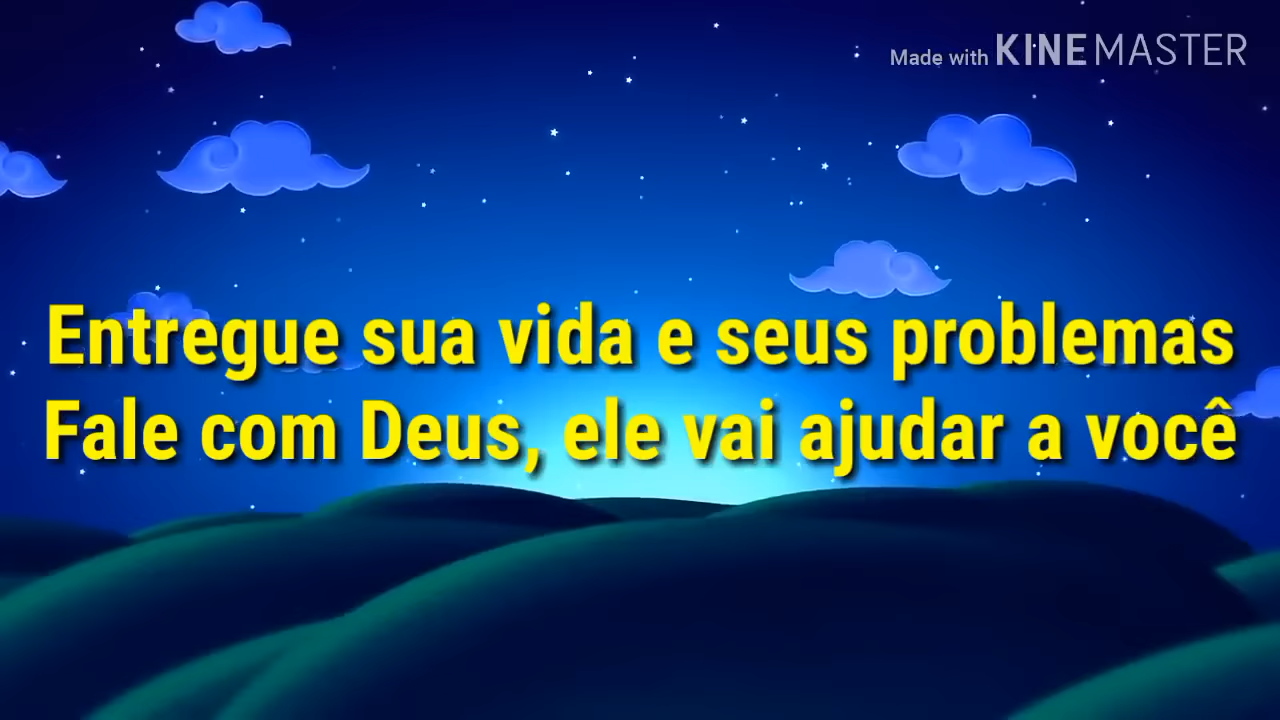 Made with KINEMASTER
Entregue sua vida e seus problemas
Fale com Deus, ele vai ajudar a você